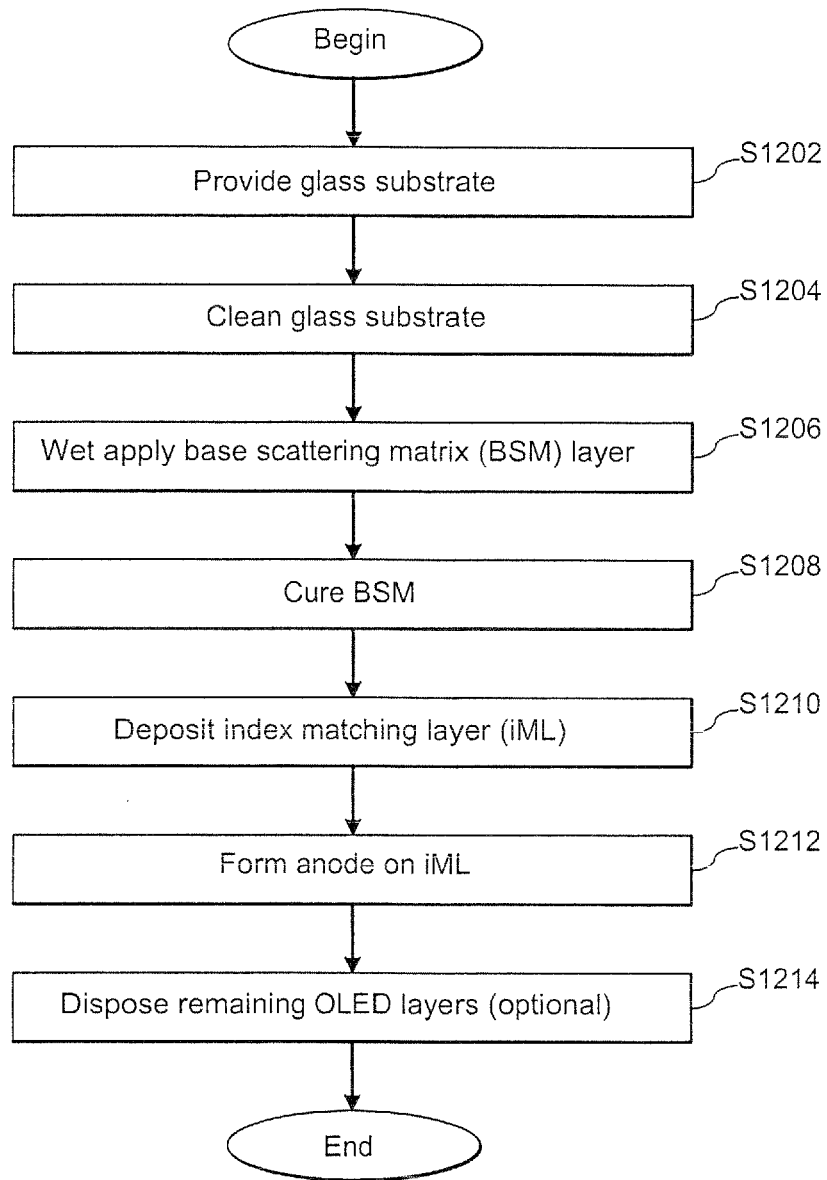 Begin
S1202
Provide glass substrate
S1204
Clean glass substrate
S1206
Wet apply base scattering matrix (BSM) layer
S1208
Cure BSM
S1210
Deposit index matching layer (iML)
S1212
Form anode on iML
S1214
Dispose remaining OLED layers (optional)
End